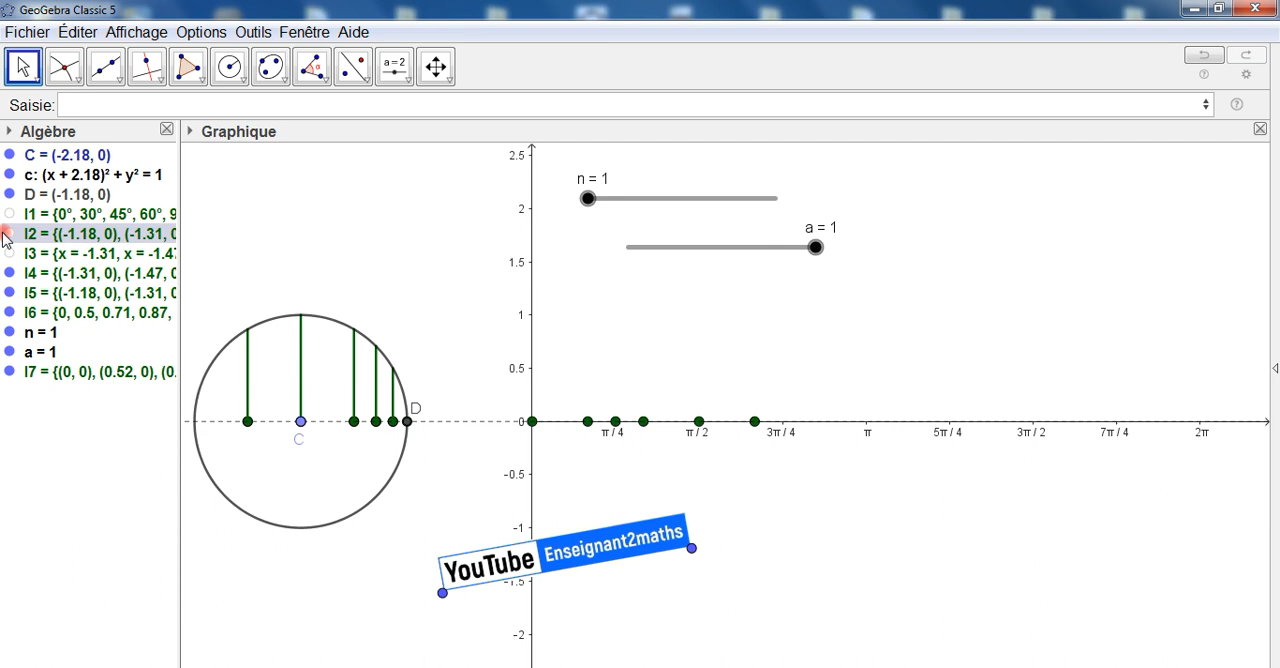 GeoGebra Classic 5
Fichier Éditer Affichage Options Outils Fenêtre Aide
a = 2
Saisie:
Algèbre
Graphique
C = (-2.18, 0)
c: (x + 2.18)² + y² = 1
D = (-1.18, 0)
l1 = {0°, 30°, 45°, 60°, 9
l2 = {(-1.18, 0), (-1.31, 0
l3 = {x = -1.31, x = -1.47
l4 = {(-1.31, 0), (-1.47, 0
l5 = {(-1.18, 0), (-1.31, 0
l6 = {0, 0.5, 0.71, 0.87,
n = 1
a = 1
l7 = {(0, 0), (0.52, 0), (0.
2.5
n = 1
2
a = 1
1.5
1
0.5
D
0
π / 4 π / 2 3π / 4 π 5π / 4 3π / 2 7π / 4 2π
C
-0.5
-1
YouTube Enseignant2maths
-1.5
-2